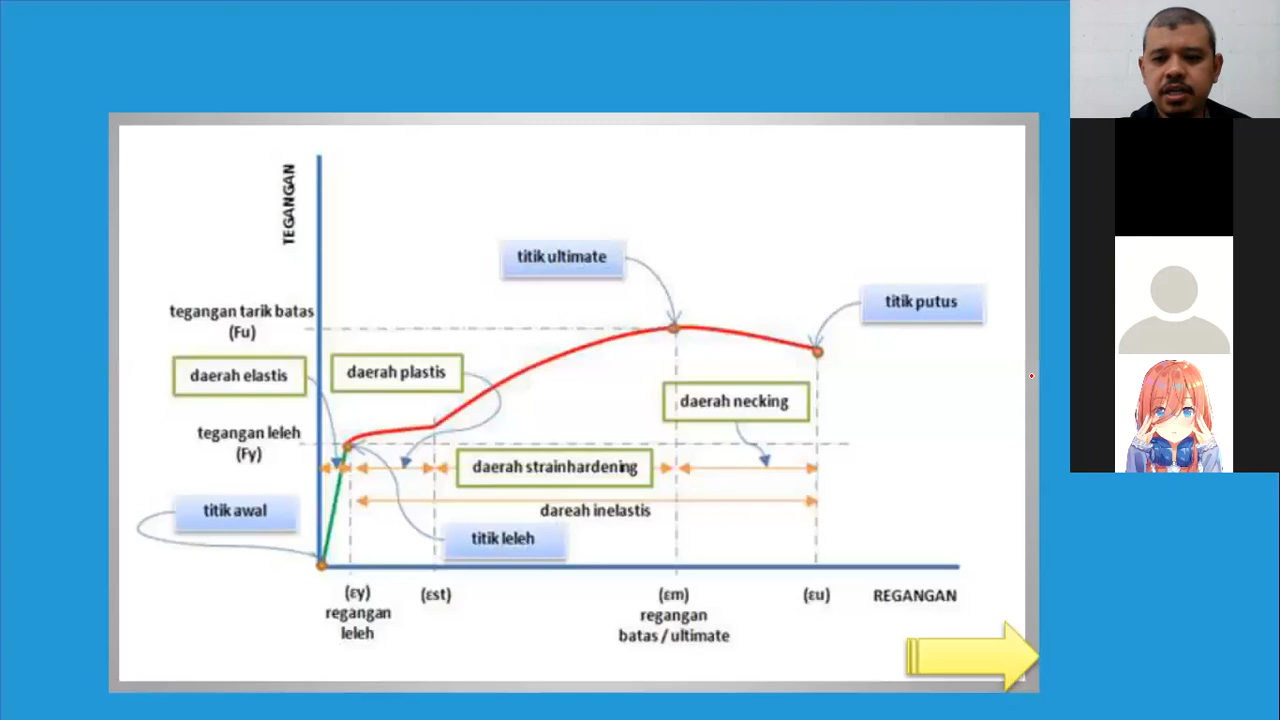 TEGANGAN
titik ultimate
titik putus
tegangan tarik batas
(Fu)
daerah elastis
daerah plastis
daerah necking
tegangan leleh
(Fy)
daerah strainhardening
titik awal
dareah inelastis
titik leleh
(εy)
regangan
leleh
(εst)
(εm)
regangan
batas / ultimate
(εu)
REGANGAN